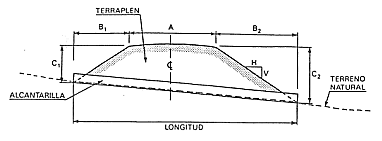 TERRAPLEN
B1
A
B2
C1
℄
H
V
C2
TERRENO
NATURAL
ALCANTARILLA
LONGITUD